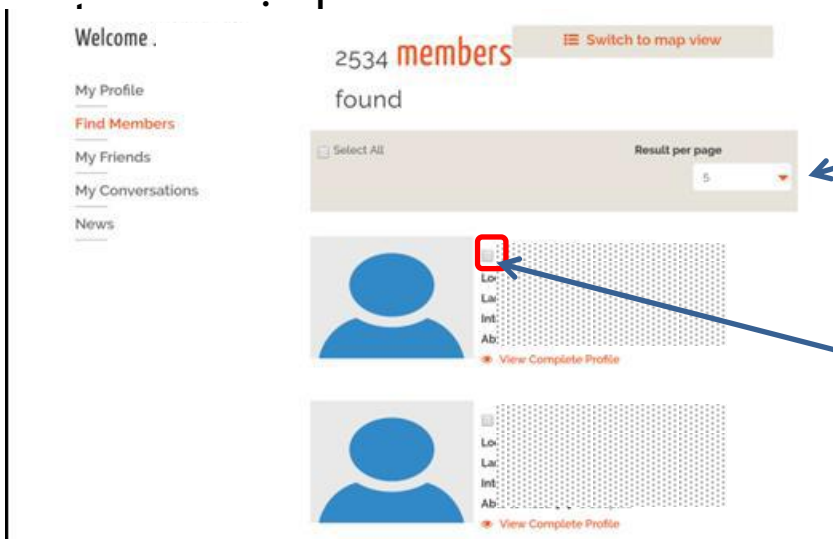 Welcome .
My Profile
Find Members
My Friends
My Conversations
News
2534 members
found
Switch to map view
Select All
Result per page
5
View Complete Profile
View Complete Profile